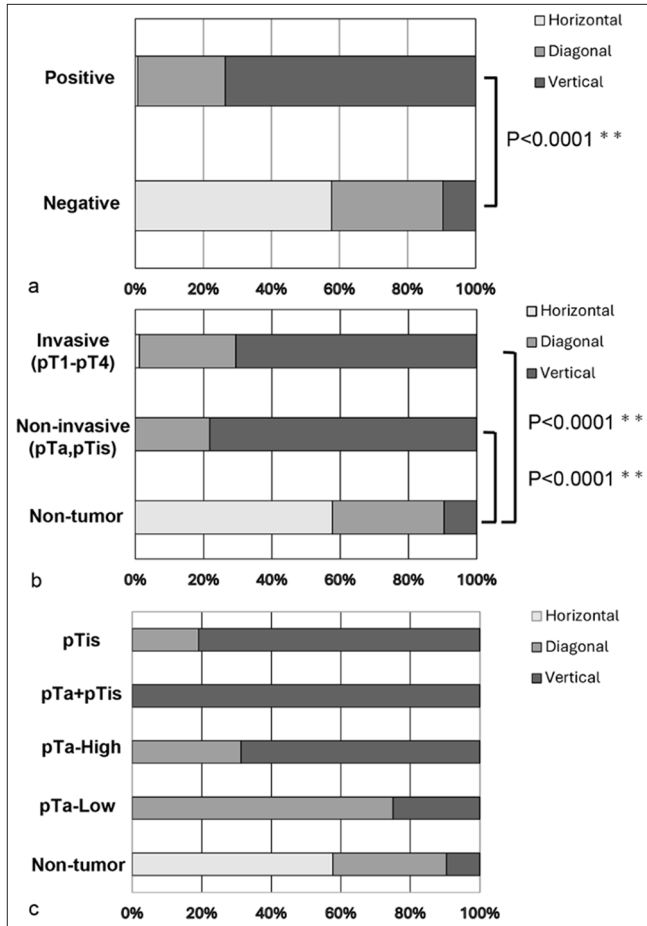 Horizontal
Diagonal
Vertical
Positive
P<0.0001 **
Negative
0% 20% 40% 60% 80% 100%
a
Horizontal
Diagonal
Vertical
Invasive
(pT1-pT4)
Non-invasive
(pTa,pTis)
P<0.0001 **
P<0.0001 **
Non-tumor
0% 20% 40% 60% 80% 100%
b
Horizontal
Diagonal
Vertical
pTis
pTa+pTis
pTa-High
pTa-Low
Non-tumor
0% 20% 40% 60% 80% 100%
c